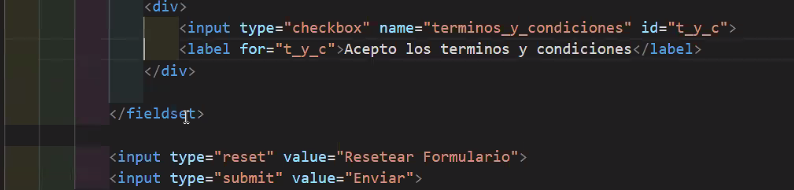 <div>
<input type="checkbox" name="terminos_y_condiciones" id="t_y_c">
<label for="t_y_c">Acepto los terminos y condiciones</label>
</div>
</fieldset>
<input type="reset" value="Resetear Formulario">
<input type="submit" value="Enviar">